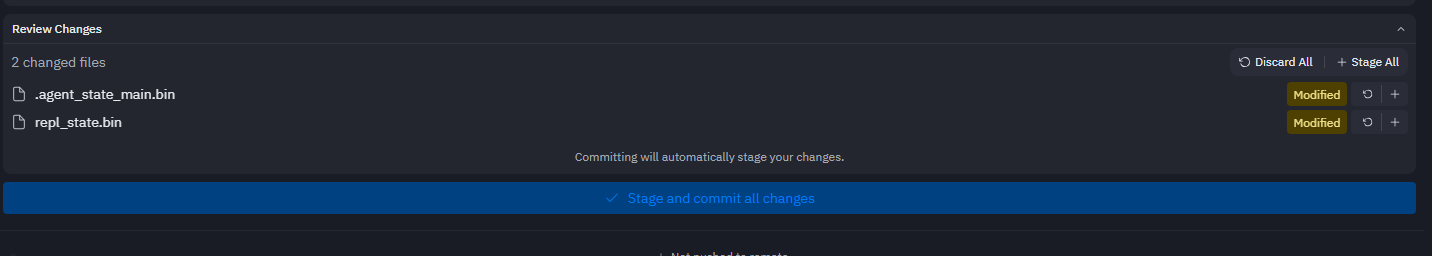 Review Changes
2 changed files
Discard All
Stage All
.agent_state_main.bin
Modified
repl_state.bin
Modified
Committing will automatically stage your changes.
Stage and commit all changes
Not pushed to remote